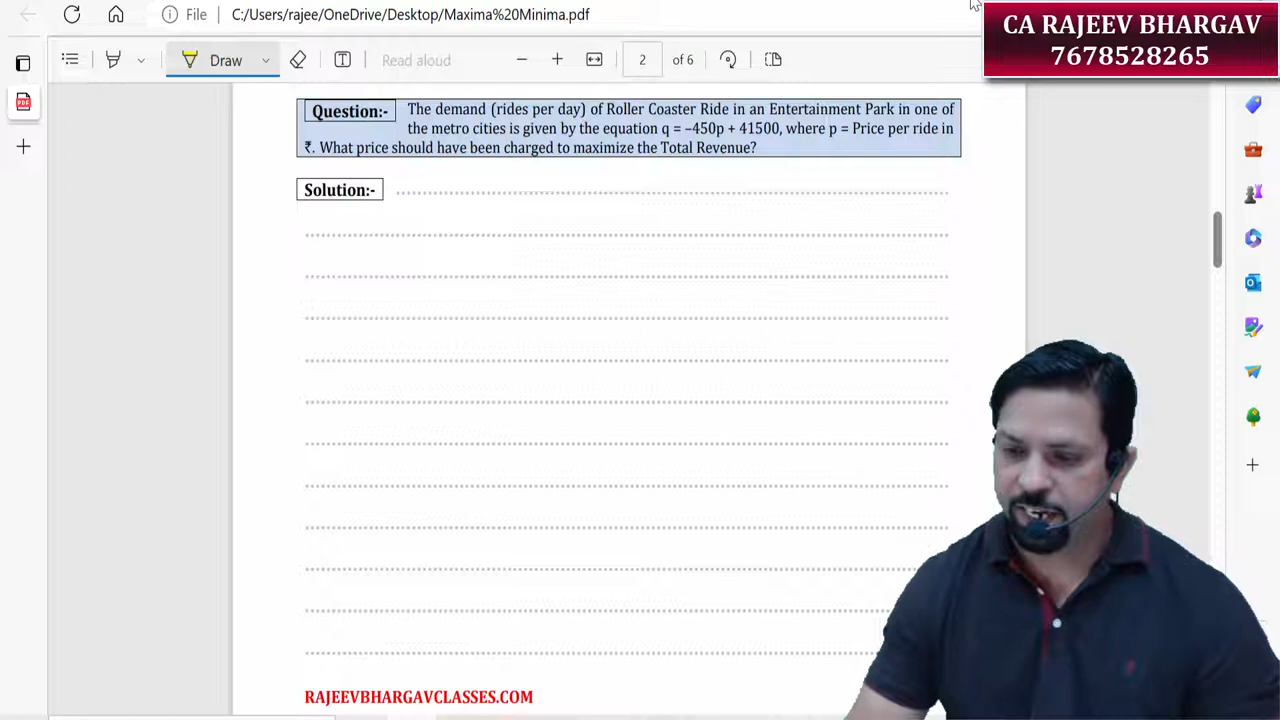 File
C:/Users/rajee/OneDrive/Desktop/Maxima%20Minima.pdf
CA RAJEEV BHARGAV
7678528265
Draw
Read aloud
2
of 6
Question:- The demand (rides per day) of Roller Coaster Ride in an Entertainment Park in one of
the metro cities is given by the equation q = –450p + 41500, where p = Price per ride in
₹. What price should have been charged to maximize the Total Revenue?
Solution:-
RAJEEVBHARGAVCLASSES.COM